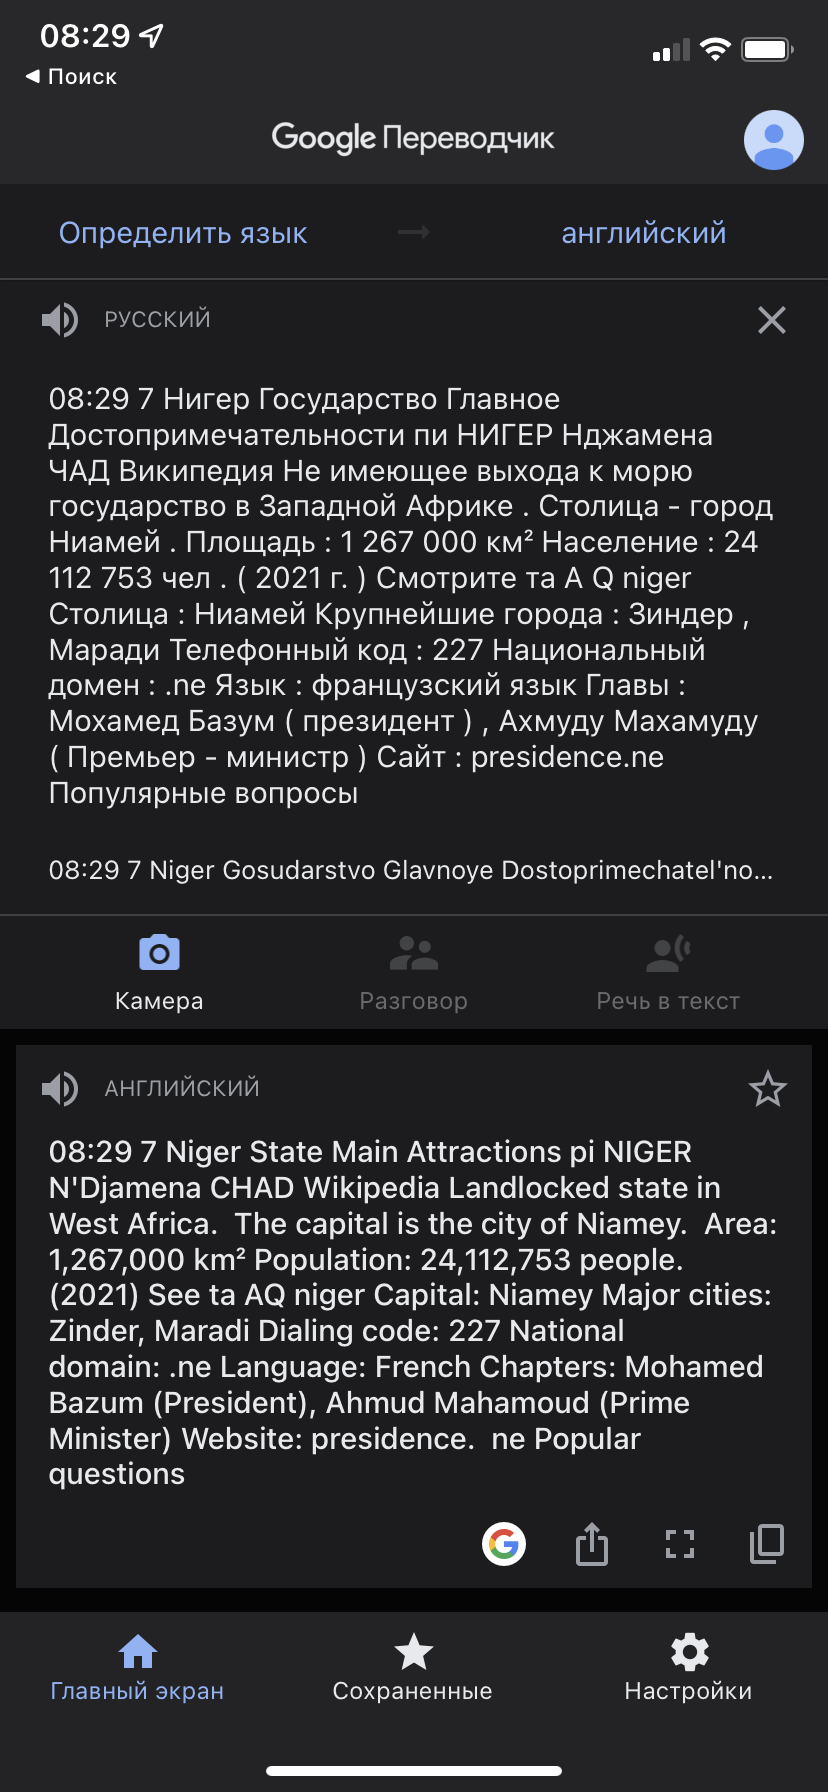 08:29
◀ Поиск
Google Переводчик
Определить язык → английский
РУССКИЙ
08:29 7 Нигер Государство Главное
Достопримечательности пи НИГЕР Нджамена
ЧАД Википедия Не имеющее выхода к морю
государство в Западной Африке . Столица - город
Ниамей . Площадь : 1 267 000 км² Население : 24
112 753 чел . ( 2021 г. ) Смотрите та A Q niger
Столица : Ниамей Крупнейшие города : Зиндер ,
Маради Телефонный код : 227 Национальный
домен : .ne Язык : французский язык Главы :
Мохамед Базум ( президент ) , Ахмуду Махамуду
( Премьер - министр ) Сайт : presidence.ne
Популярные вопросы
08:29 7 Niger Gosudarstvo Glavnoye Dostoprimechatel'no...
Камера Разговор Речь в текст
АНГЛИЙСКИЙ
08:29 7 Niger State Main Attractions pi NIGER
N'Djamena CHAD Wikipedia Landlocked state in
West Africa. The capital is the city of Niamey. Area:
1,267,000 km² Population: 24,112,753 people.
(2021) See ta AQ niger Capital: Niamey Major cities:
Zinder, Maradi Dialing code: 227 National
domain: .ne Language: French Chapters: Mohamed
Bazum (President), Ahmud Mahamoud (Prime
Minister) Website: presidence. ne Popular
questions
Главный экран Сохраненные Настройки